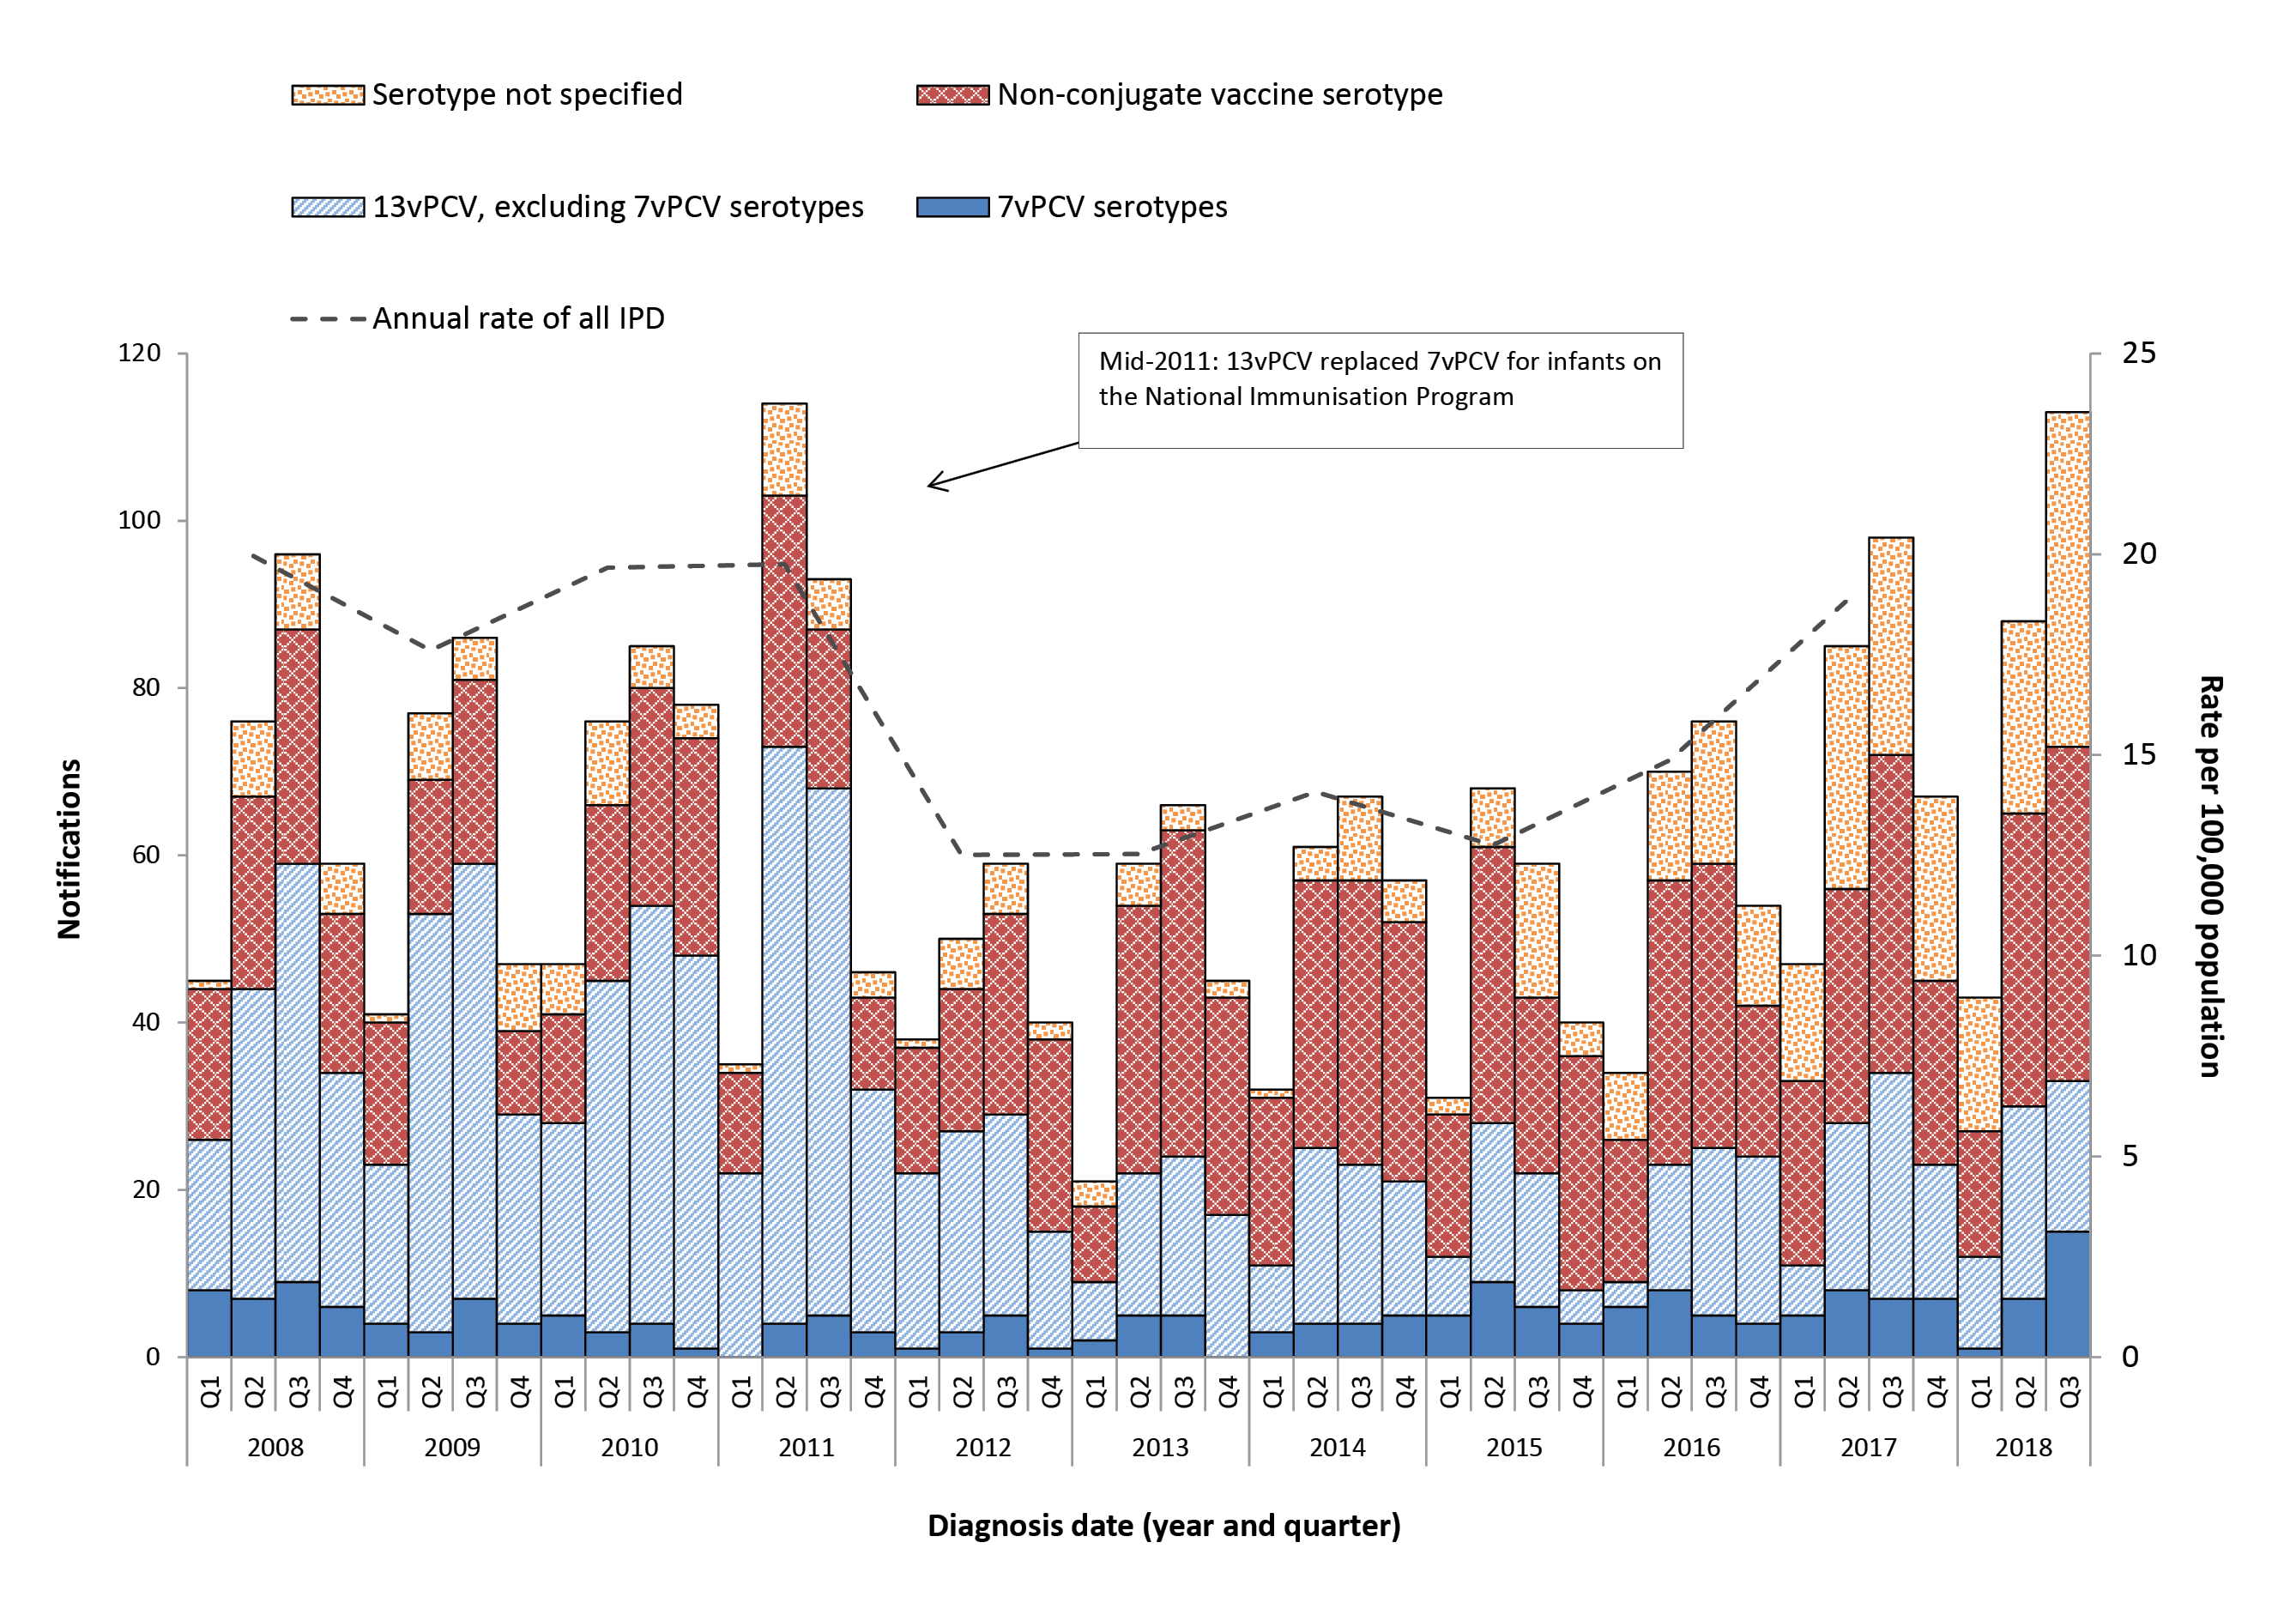 Serotype not specified
Non-conjugate vaccine serotype
13vPCV, excluding 7vPCV serotypes
7vPCV serotypes
Annual rate of all IPD
Mid-2011: 13vPCV replaced 7vPCV for infants on
the National Immunisation Program
120
100
80
60
40
20
0
Notifications
25
20
15
10
5
0
Rate per 100,000 population
Q1 Q2 Q3 Q4 Q1 Q2 Q3 Q4 Q1 Q2 Q3 Q4 Q1 Q2 Q3 Q4 Q1 Q2 Q3 Q4 Q1 Q2 Q3 Q4 Q1 Q2 Q3 Q4 Q1 Q2 Q3 Q4 Q1 Q2 Q3 Q4 Q1 Q2 Q3 Q4 Q1 Q2 Q3
2008 2009 2010 2011 2012 2013 2014 2015 2016 2017 2018
Diagnosis date (year and quarter)